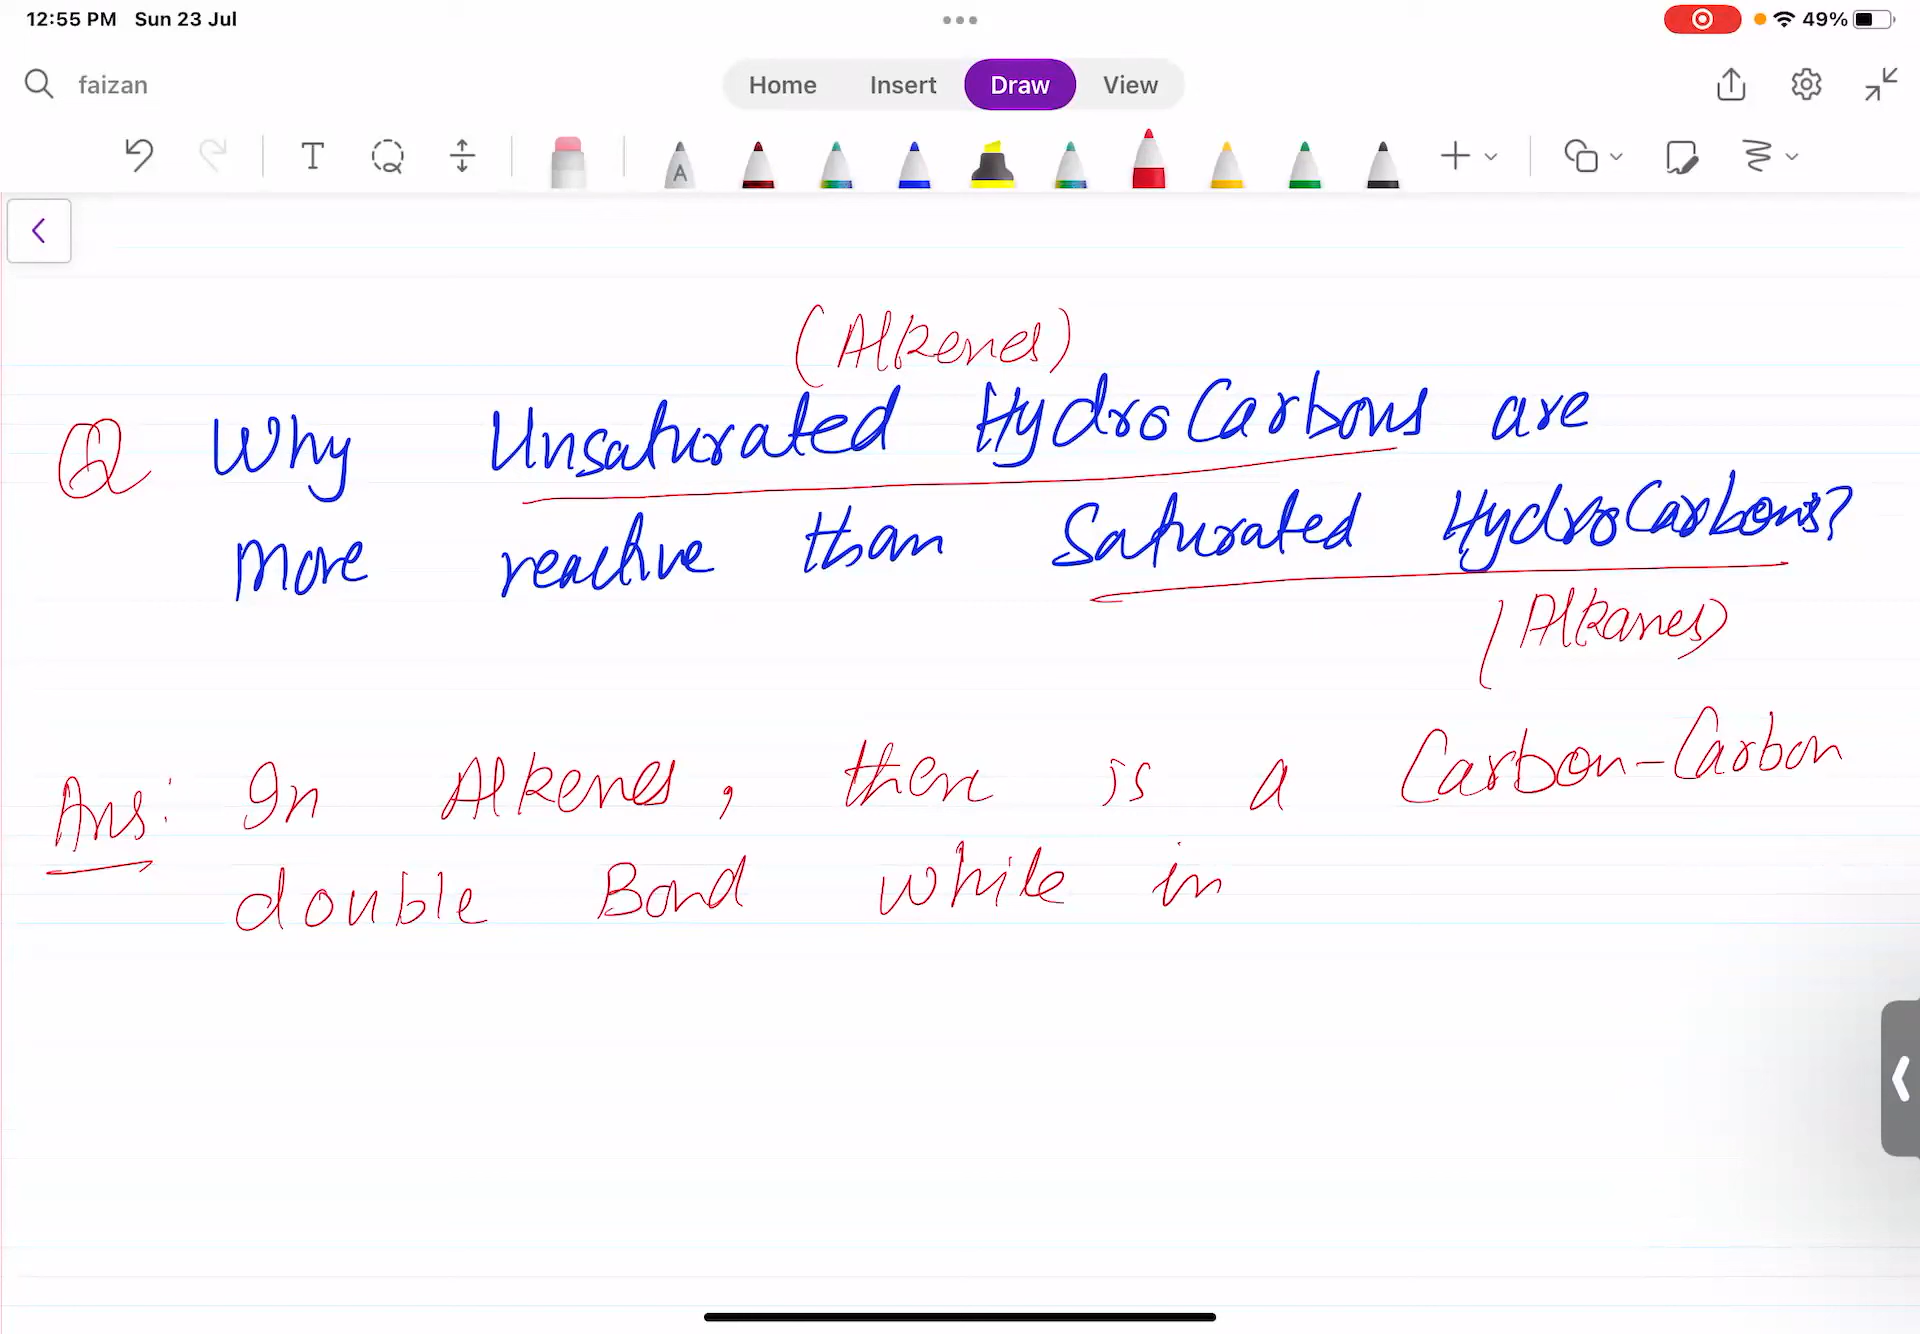 12:55 PM Sun 23 Jul
49%
faizan
Home Insert Draw View
T
A
(Alkenes)
Q Why Unsaturated HydroCarbons are
more reactive than Saturated HydroCarbons?
(Alkanes)
Ans: In Alkenes, there is a Carbon-Carbon
double Bond while in